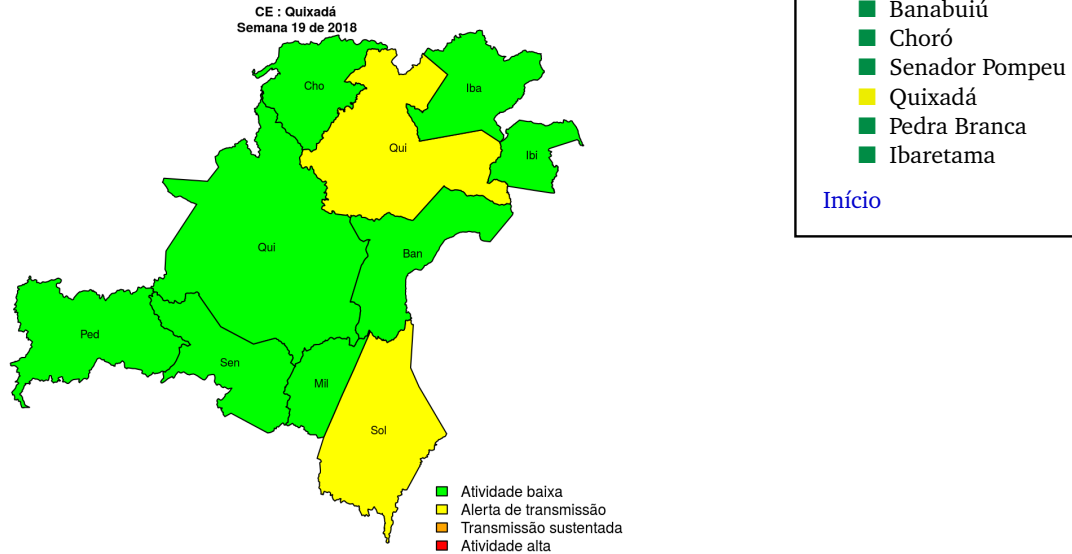 CE : Quixadá
Semana 19 de 2018
Cho
Iba
Qui
Ibi
Qui
Ban
Ped
Sen
Mil
Sol
Atividade baixa
Alerta de transmissão
Transmissão sustentada
Atividade alta
Banabuiú
Choró
Senador Pompeu
Quixadá
Pedra Branca
Ibaretama
Início